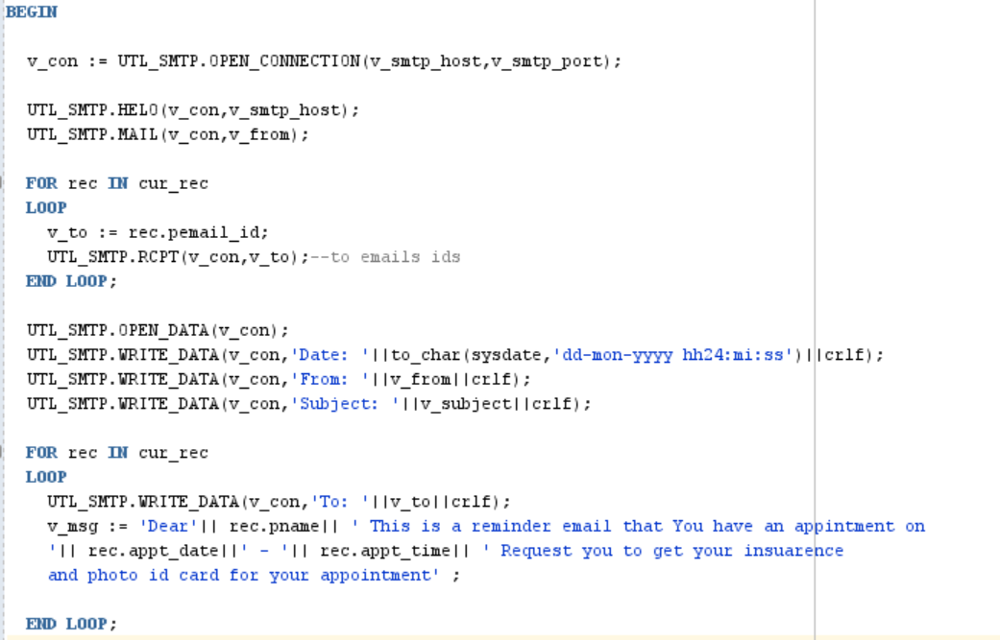 BEGIN
v_con := UTL_SMTP.OPEN_CONNECTION(v_smtp_host,v_smtp_port);
UTL_SMTP.HELO(v_con,v_smtp_host);
UTL_SMTP.MAIL(v_con,v_from);
FOR rec IN cur_rec
LOOP
v_to := rec.pemail_id;
UTL_SMTP.RCPT(v_con,v_to);--to emails ids
END LOOP;
UTL_SMTP.OPEN_DATA(v_con);
UTL_SMTP.WRITE_DATA(v_con,'Date: '||to_char(sysdate,'dd-mon-yyyy hh24:mi:ss')||crlf);
UTL_SMTP.WRITE_DATA(v_con,'From: '||v_from||crlf);
UTL_SMTP.WRITE_DATA(v_con,'Subject: '||v_subject||crlf);
FOR rec IN cur_rec
LOOP
UTL_SMTP.WRITE_DATA(v_con,'To: '||v_to||crlf);
v_msg := 'Dear'|| rec.pname|| ' This is a reminder email that You have an appintment on
'|| rec.appt_date||' - '|| rec.appt_time|| ' Request you to get your insuarence
and photo id card for your appointment' ;
END LOOP;